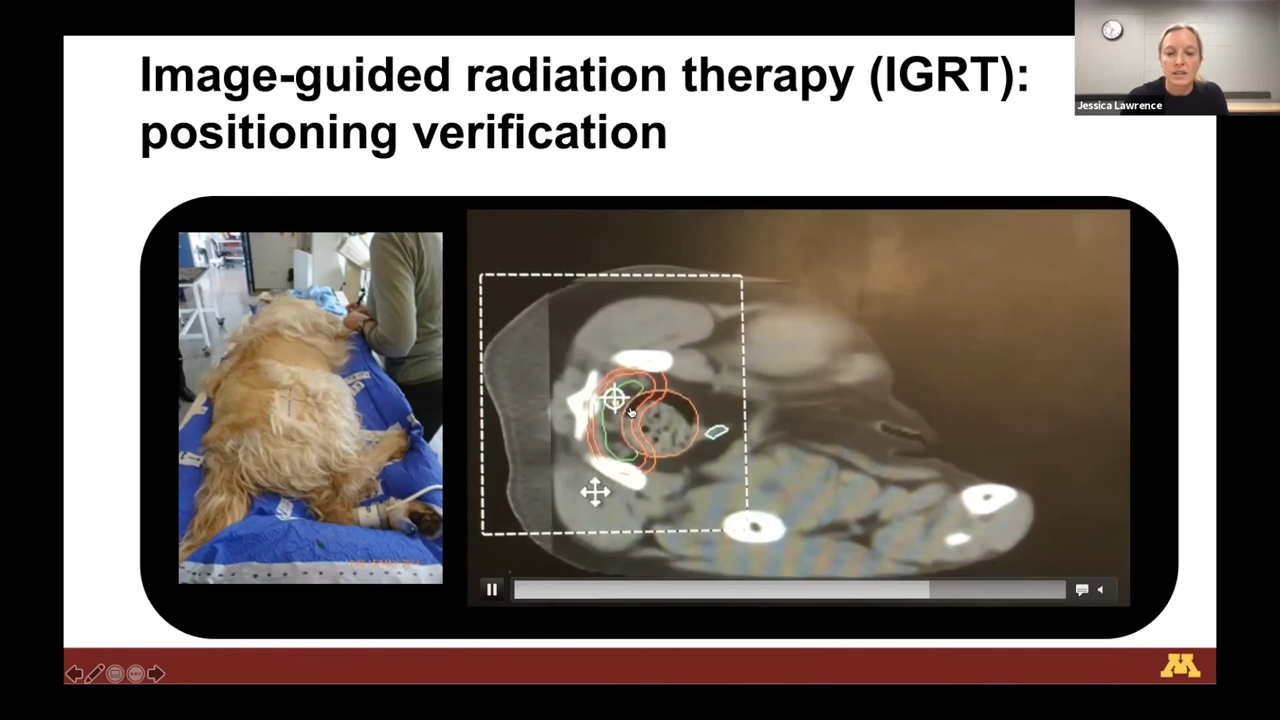 Image-guided radiation therapy (IGRT):
positioning verification
Jessica Lawrence
M